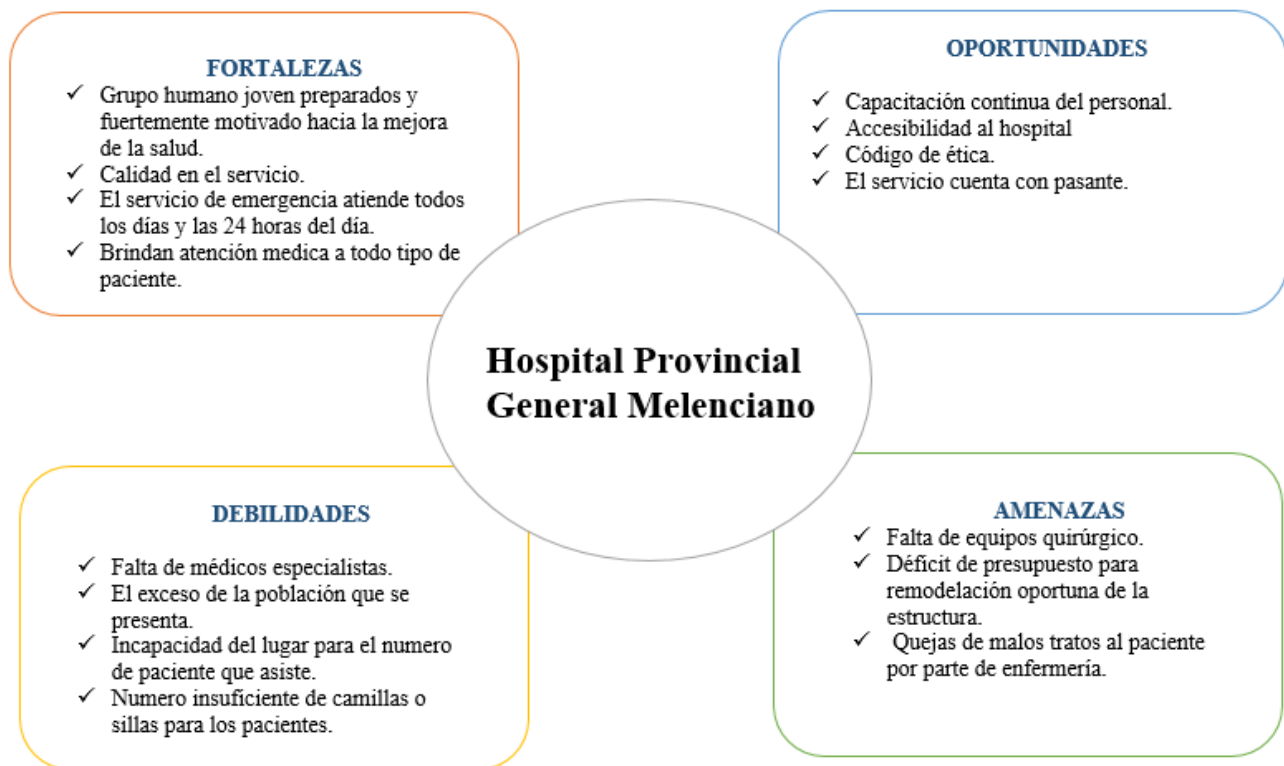 FORTALEZAS
✓ Grupo humano joven preparados y
fuertemente motivado hacia la mejora
de la salud.
✓ Calidad en el servicio.
✓ El servicio de emergencia atiende todos
los días y las 24 horas del día.
✓ Brindan atención medica a todo tipo de
paciente.
OPORTUNIDADES
✓ Capacitación continua del personal.
✓ Accesibilidad al hospital
✓ Código de ética.
✓ El servicio cuenta con pasante.
Hospital Provincial
General Melenciano
DEBILIDADES
✓ Falta de médicos especialistas.
✓ El exceso de la población que se
presenta.
✓ Incapacidad del lugar para el numero
de paciente que asiste.
✓ Numero insuficiente de camillas o
sillas para los pacientes.
AMENAZAS
✓ Falta de equipos quirúrgico.
✓ Déficit de presupuesto para
remodelación oportuna de la
estructura.
✓ Quejas de malos tratos al paciente
por parte de enfermería.